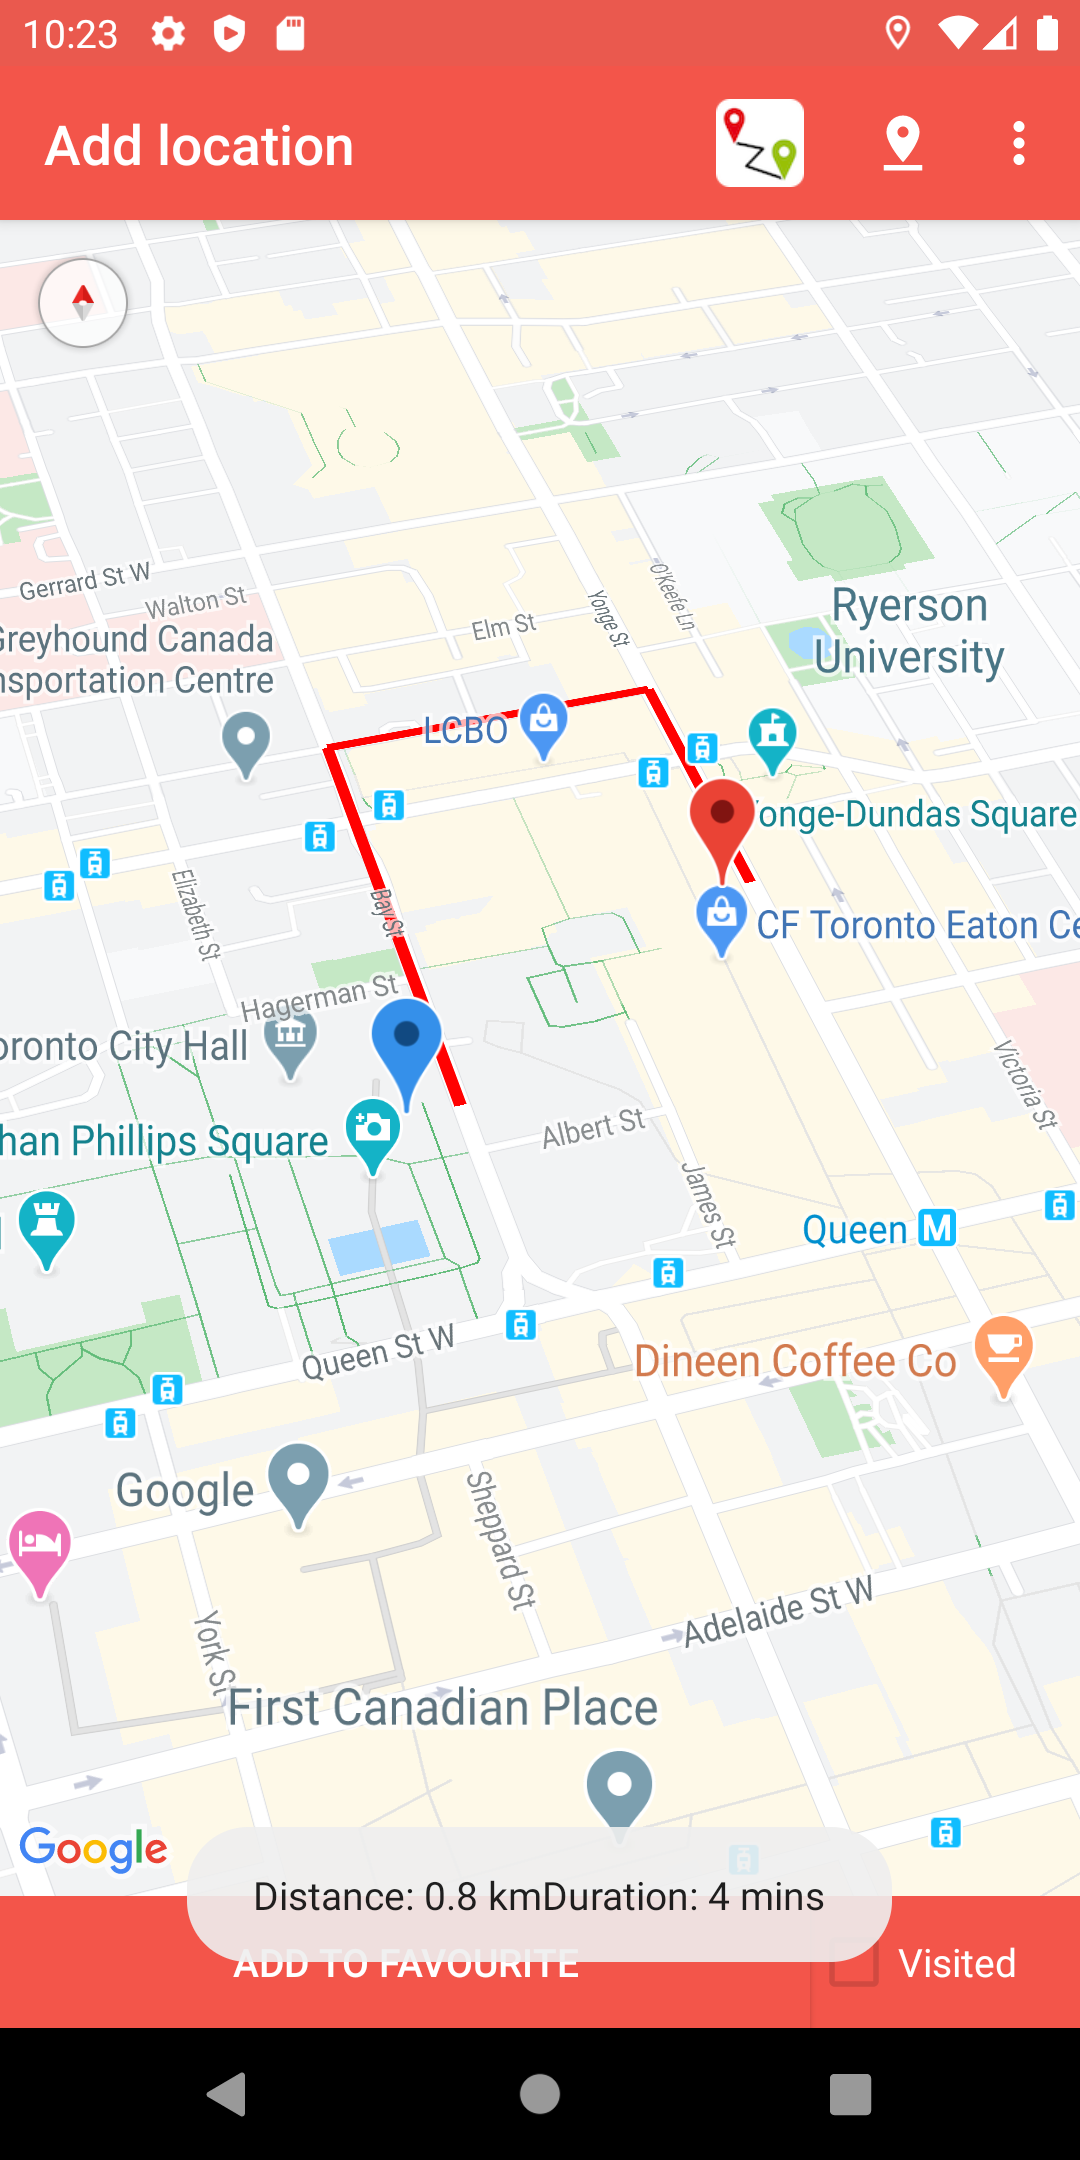 10:23
Add location
Gerrard St W
Walton St
Elm St
Yonge St
O'Keefe Ln
Ryerson
University
Greyhound Canada
nsportation Centre
LCBO
Yonge-Dundas Square
Elizabeth St
Bay St
CF Toronto Eaton Ce
Hagerman St
oronto City Hall
Victoria St
han Phillips Square
Albert St
James St
Queen M
Queen St W
Dineen Coffee Co
Google
Sheppard St
Adelaide St W
York St
First Canadian Place
Google
Distance: 0.8 kmDuration: 4 mins
ADD TO FAVOURITE
Visited